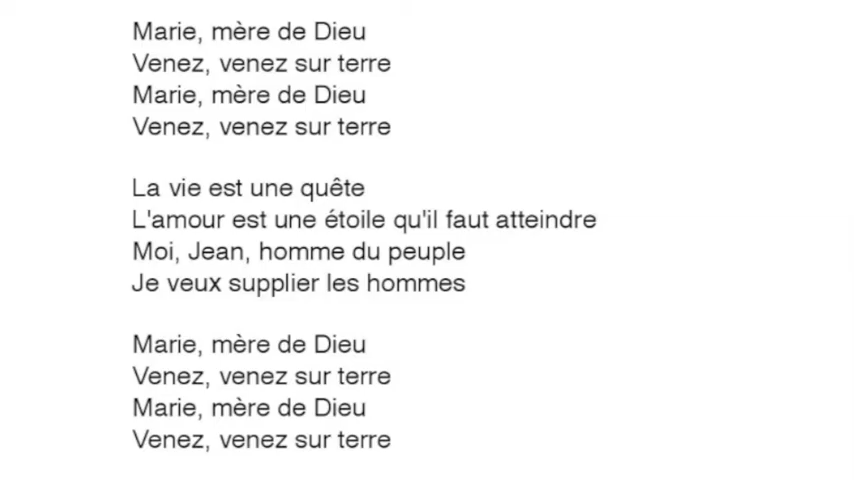 Marie, mère de Dieu
Venez, venez sur terre
Marie, mère de Dieu
Venez, venez sur terre
La vie est une quête
L'amour est une étoile qu'il faut atteindre
Moi, Jean, homme du peuple
Je veux supplier les hommes
Marie, mère de Dieu
Venez, venez sur terre
Marie, mère de Dieu
Venez, venez sur terre